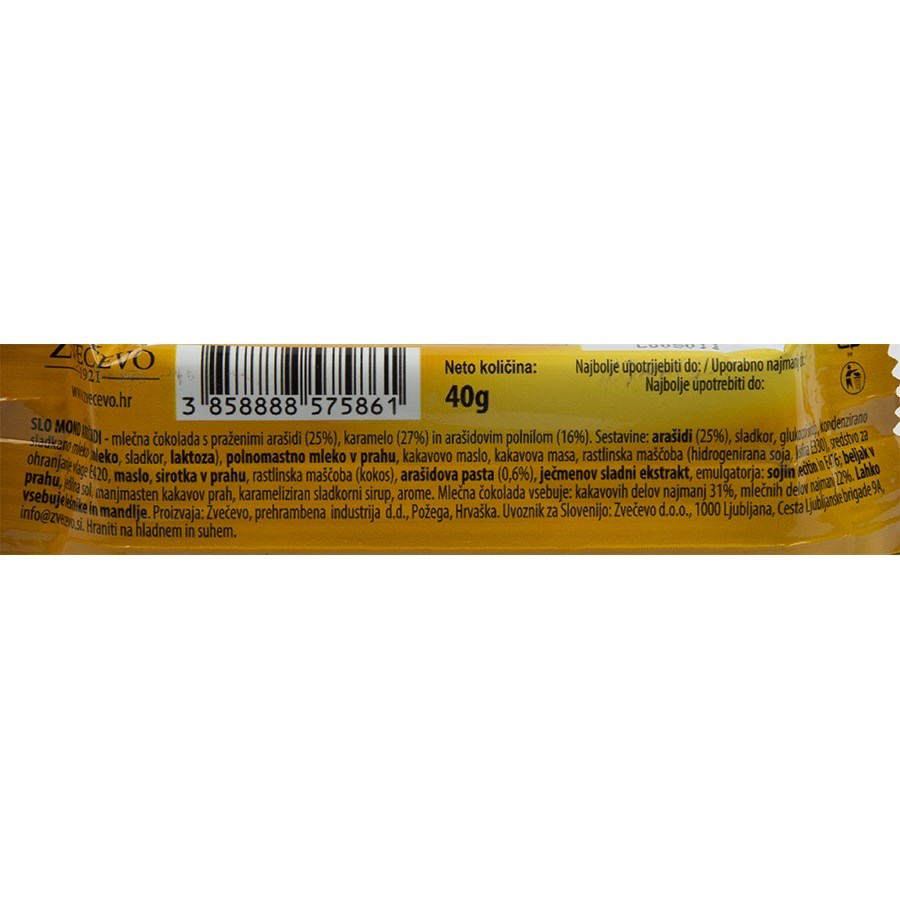 ZVEČEVO
1921
www.zvecevo.hr
3 858888 575861
Neto količina:
40g
Najbolje upotrijebiti do: / Uporabno najmanj do:
Najbolje upotrebiti do:
PP
SLO MOND - mlečna čokolada s praženimi arašidi (25%), karamelo (27%) in arašidovim polnilom (16%). Sestavine: arašidi (25%), sladkor, kondenzirano
sladkano mleko (mleko, sladkor, laktoza), polnomastno mleko v prahu, kakavovo maslo, kakavova masa, rastlinska maščoba (hidrogenirana soja, E330), sredstvo za
ohranjanje vlage E420, maslo, sirotka v prahu, rastlinska maščoba (kokos), arašidova pasta (0,6%), ječmenov sladni ekstrakt, emulgatorja: sojin lecitin in beljak v
prahu, jedilna sol, manjmasten kakavov prah, karameliziran sladkorni sirup, arome. Mlečna čokolada vsebuje: kakavovih delov najmanj 31%, mlečnih delov najmanj 22%. Lahko
vsebuje lešnike in mandlje. Proizvaja: Zvečevo, prehrambena industrija d.d., Požega, Hrvaška. Uvoznik za Slovenijo: Zvečevo d.o.o., 1000 Ljubljana, Cesta Ljubljanske brigade 9A,
info@zvecevo.si. Hraniti na hladnem in suhem.